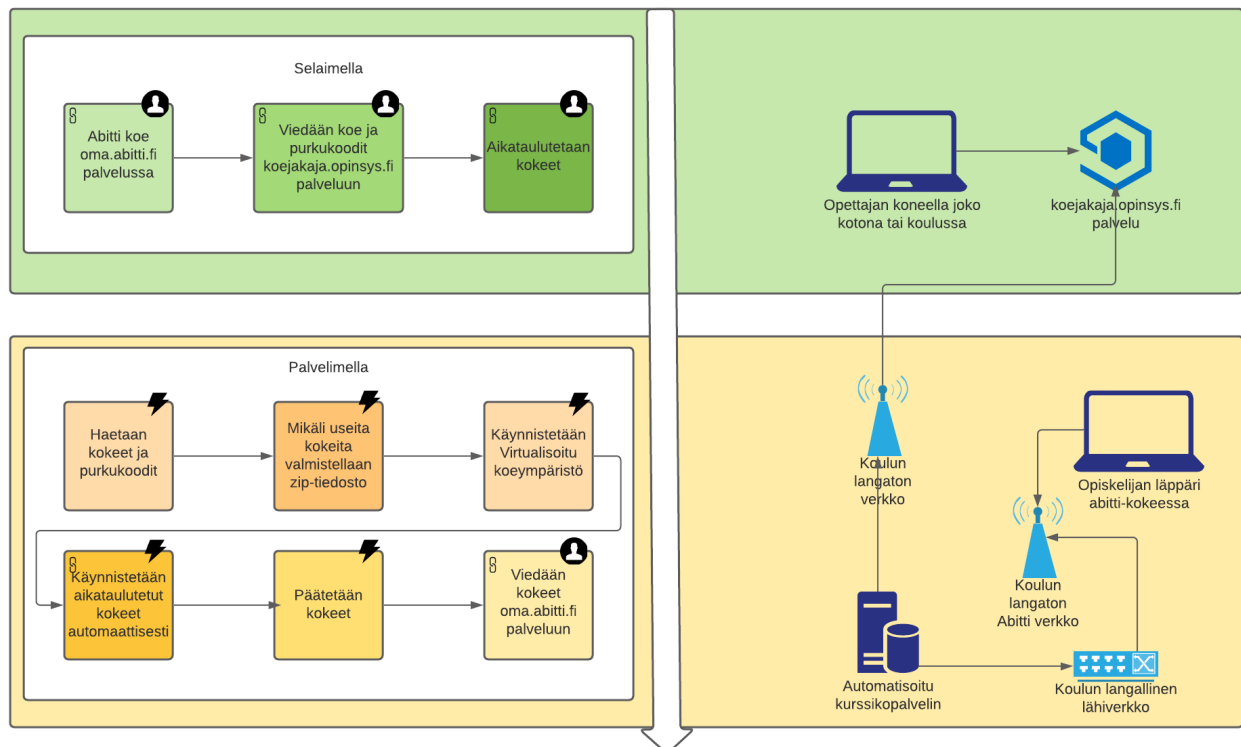 Selaimella
Abitti koe
oma.abitti.fi
palvelussa
Viedään koe ja
purkukoodit
koejakaja.opinsys.fi
palveluun
Aikataulutetaan
kokeet
Opettajan koneella joko
kotona tai koulussa
koejakaja.opinsys.fi
palvelu
Palvelimella
Haetaan
kokeet ja
purkukoodit
Mikäli useita
kokeita
valmistellaan
zip-tiedosto
Käynnistetään
Virtualisoitu
koeympäristö
Käynnistetään
aikataulutetut
kokeet
automaattisesti
Päätetään
kokeet
Viedään
kokeet
oma.abitti.fi
palveluun
Koulun
langaton
verkko
Opiskelijan läppäri
abitti-kokeessa
Koulun
langaton
Abitti verkko
Automatisoitu
kurssikopalvelin
Koulun langallinen
lähiverkko